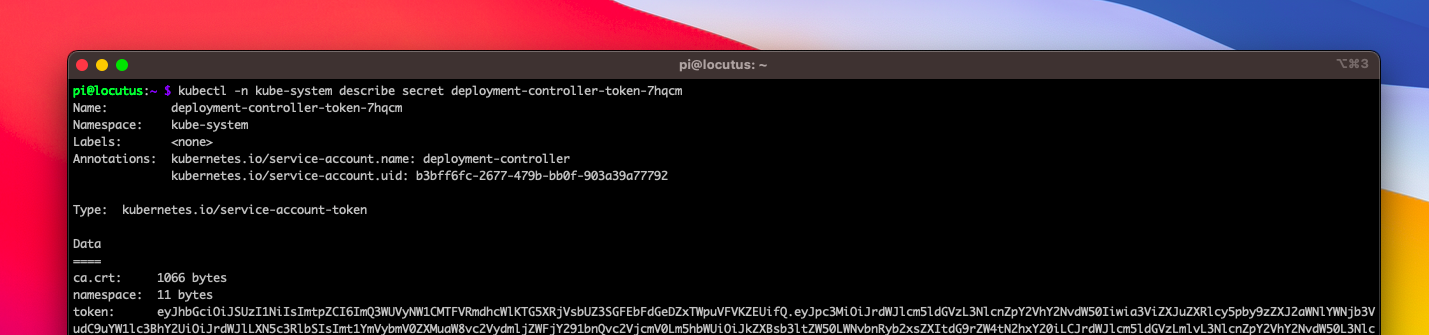 pi@locutus: ~
⌥⌘3
pi@locutus:~ $ kubectl -n kube-system describe secret deployment-controller-token-7hqcm
Name:         deployment-controller-token-7hqcm
Namespace:    kube-system
Labels:       <none>
Annotations:  kubernetes.io/service-account.name: deployment-controller
              kubernetes.io/service-account.uid: b3bff6fc-2677-479b-bb0f-903a39a77792
Type:  kubernetes.io/service-account-token
Data
====
ca.crt:     1066 bytes
namespace:  11 bytes
token: